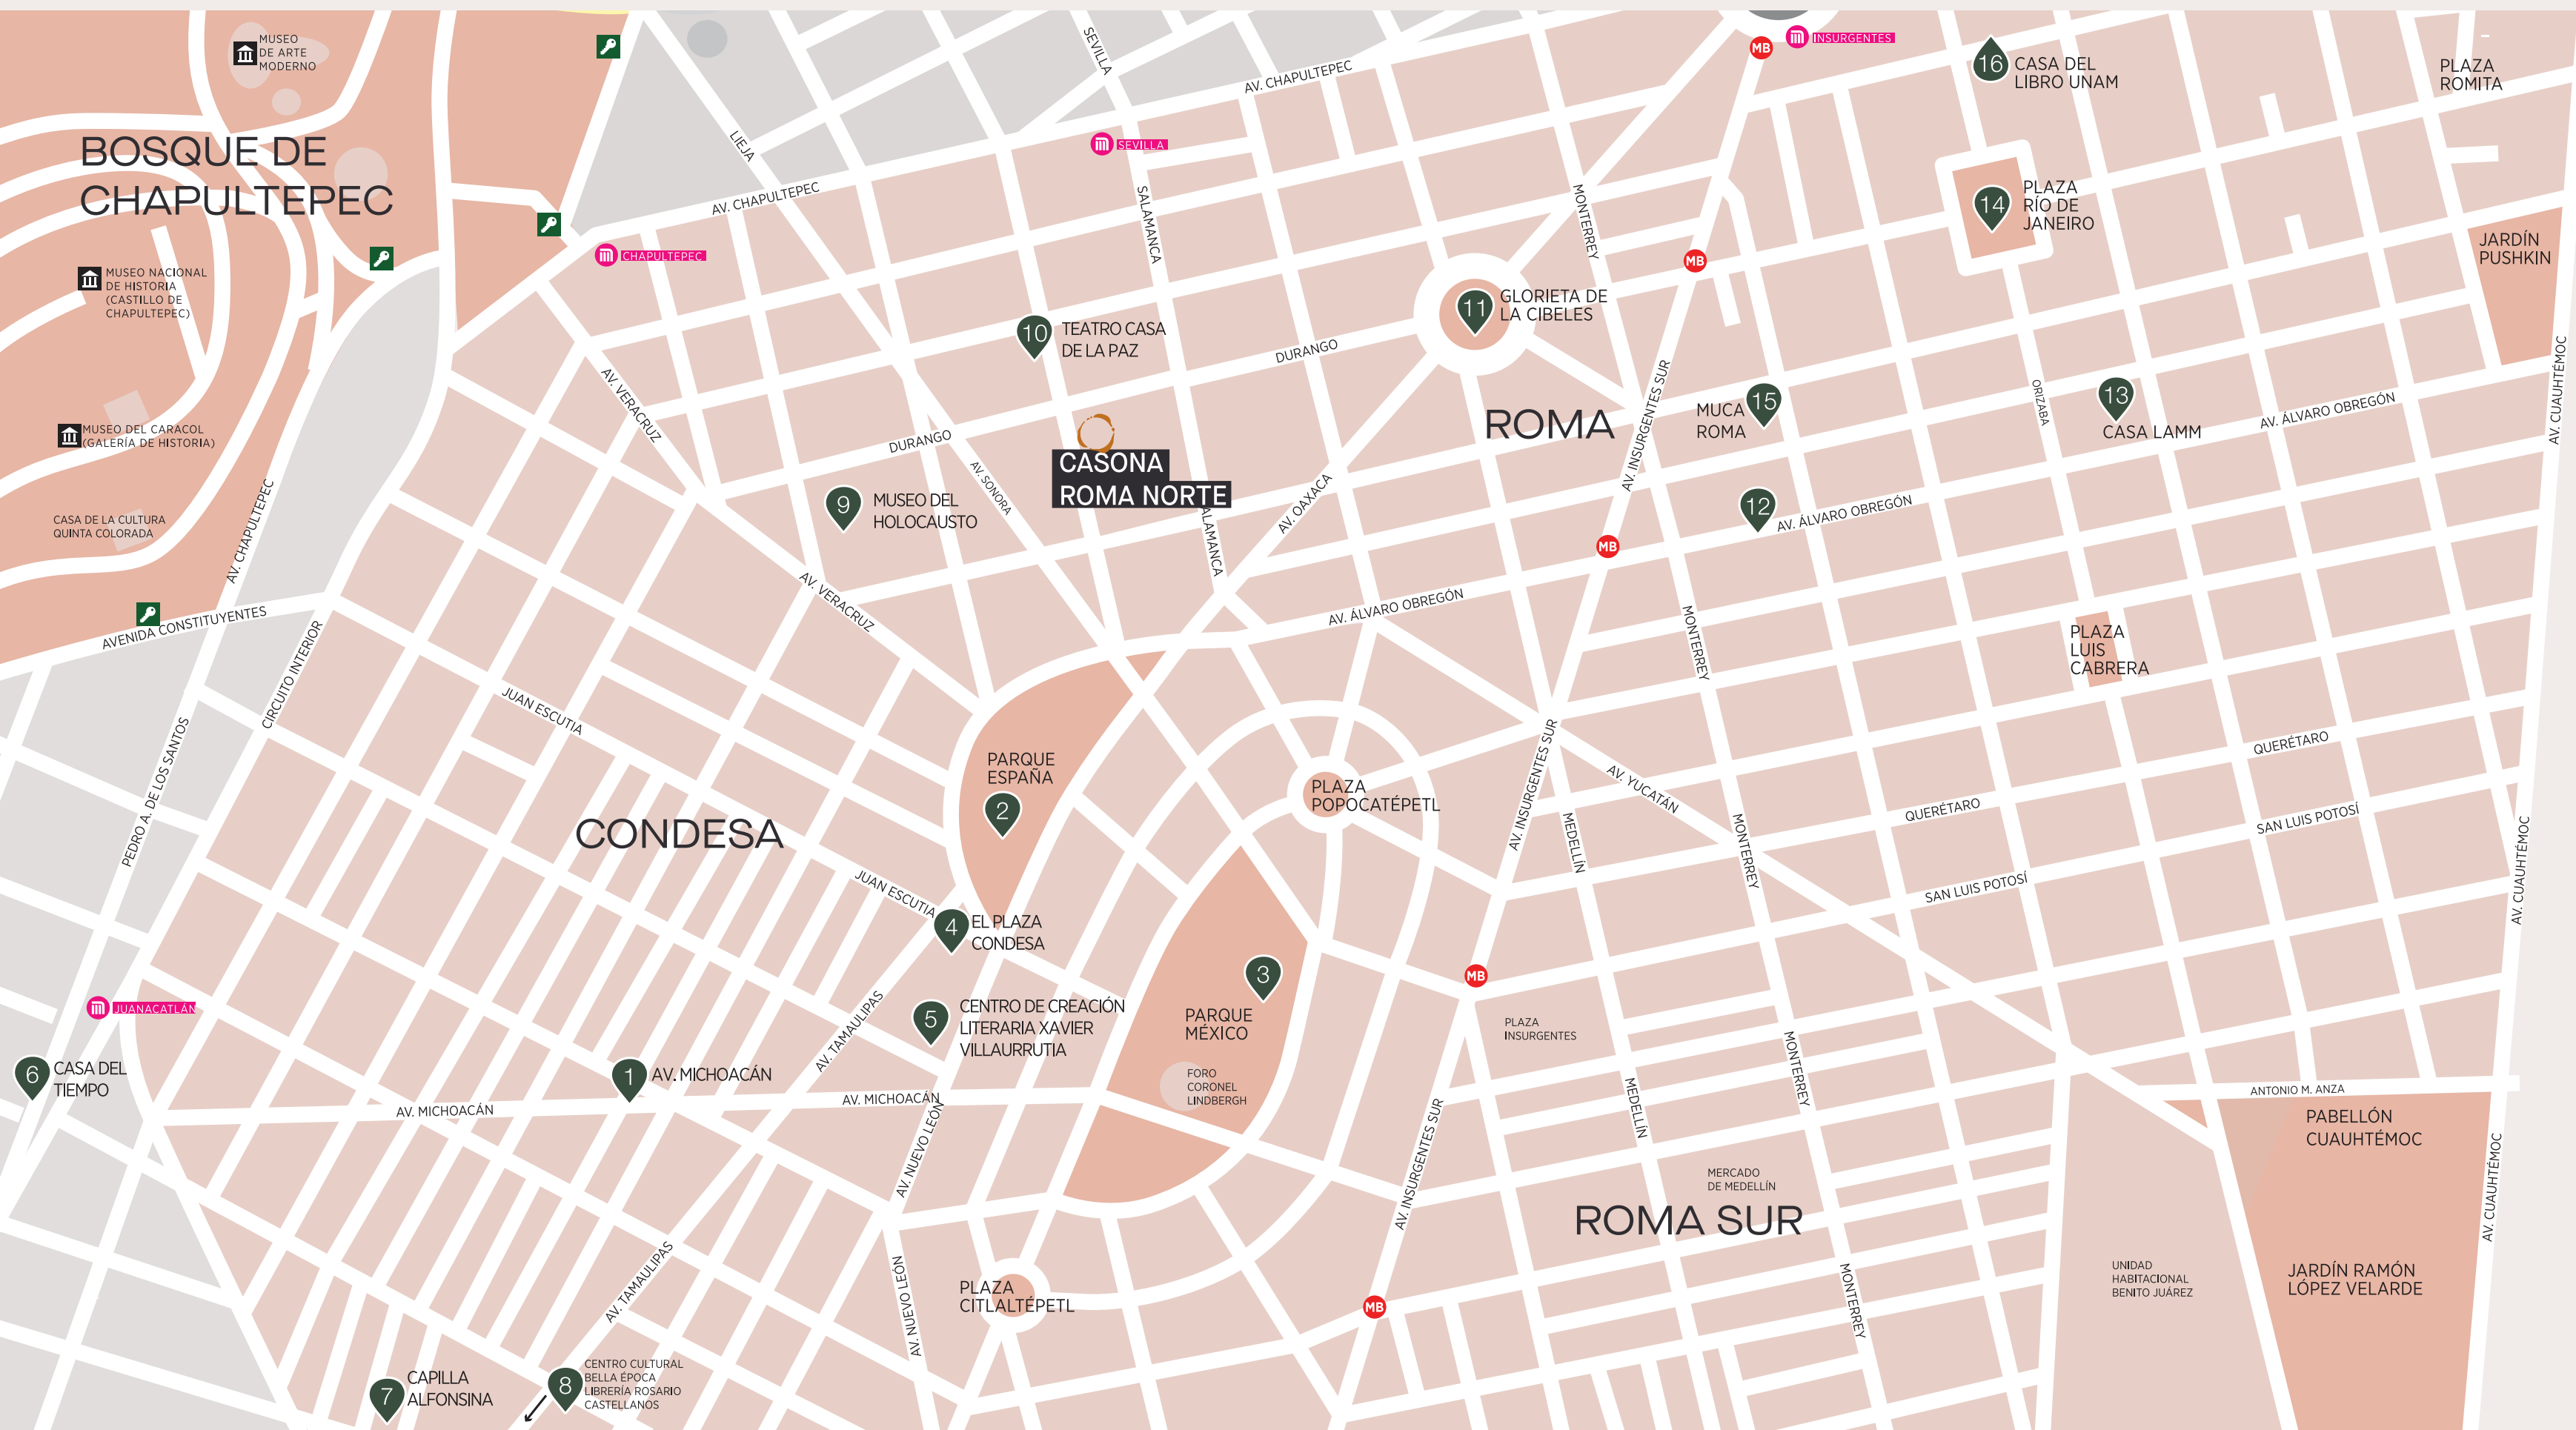 MUSEO
DE ARTE
MODERNO
BOSQUE DE
CHAPULTEPEC
MUSEO NACIONAL
DE HISTORIA
(CASTILLO DE
CHAPULTEPEC)
MUSEO DEL CARACOL
(GALERÍA DE HISTORIA)
CASA DE LA CULTURA
QUINTA COLORADA
AV. CHAPULTEPEC
AVENIDA CONSTITUYENTES
CIRCUITO INTERIOR
PEDRO A. DE LOS SANTOS
JUANACATLÁN
6
CASA DEL
TIEMPO
LIEJA
SEVILLA
AV. CHAPULTEPEC
AV. CHAPULTEPEC
SEVILLA
CHAPULTEPEC
SALAMANCA
10
TEATRO CASA
DE LA PAZ
AV. VERACRUZ
DURANGO
DURANGO
AV. SONORA
CASONA
ROMA NORTE
ALAMANCA
9
MUSEO DEL
HOLOCAUSTO
AV. VERACRUZ
AV. OAXACA
MB
INSURGENTES
MONTERREY
MB
11
GLORIETA DE
LA CIBELES
ROMA
AV. INSURGENTES SUR
MUCA
ROMA
15
12
AV. ÁLVARO OBREGÓN
MB
16
CASA DEL
LIBRO UNAM
PLAZA
ROMITA
14
PLAZA
RÍO DE
JANEIRO
JARDÍN
PUSHKIN
ORIZABA
13
CASA LAMM
AV. ÁLVARO OBREGÓN
AV. CUAUHTÉMOC
AV. ÁLVARO OBREGÓN
MONTERREY
PLAZA
LUIS
CABRERA
JUAN ESCUTIA
CONDESA
PARQUE
ESPAÑA
2
JUAN ESCUTIA
4
EL PLAZA
CONDESA
PLAZA
POPOCATÉPETL
AV. INSURGENTES SUR
AV. YUCATÁN
MEDELLÍN
MONTERREY
QUERÉTARO
QUERÉTARO
SAN LUIS POTOSÍ
SAN LUIS POTOSÍ
AV. CUAUHTÉMOC
3
MB
5
CENTRO DE CREACIÓN
LITERARIA XAVIER
VILLAURRUTIA
PARQUE
MÉXICO
PLAZA
INSURGENTES
AV. TAMAULIPAS
1
AV. MICHOACÁN
AV. MICHOACÁN
AV. MICHOACÁN
FORO
CORONEL
LINDBERGH
AV. NUEVO LEÓN
MEDELLÍN
MONTERREY
ANTONIO M. ANZA
PABELLÓN
CUAUHTÉMOC
AV. CUAUHTÉMOC
AV. INSURGENTES SUR
MERCADO
DE MEDELLÍN
ROMA SUR
AV. TAMAULIPAS
AV. NUEVO LEÓN
PLAZA
CITLALTÉPETL
MB
MONTERREY
UNIDAD
HABITACIONAL
BENITO JUÁREZ
JARDÍN RAMÓN
LÓPEZ VELARDE
7
CAPILLA
ALFONSINA
8
CENTRO CULTURAL
BELLA ÉPOCA
LIBRERÍA ROSARIO
CASTELLANOS